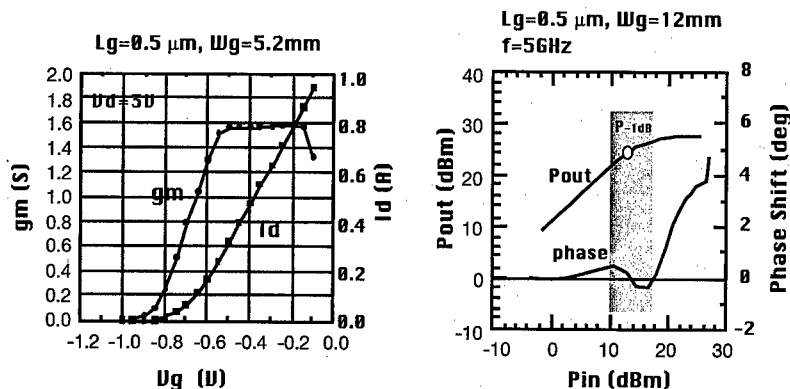 Lg=0.5 µm, Wg=5.2mm
gm (S)
2.0
1.8
1.6
1.4
1.2
1.0
0.8
0.6
0.4
0.2
0.0
Vd=3V
gm
Id
1.0
0.8
0.6
0.4
0.2
0.0
Id (A)
-1.2 -1.0 -0.8 -0.6 -0.4 -0.2 0.0
Vg (V)
Lg=0.5 µm, Wg=12mm
f=5GHz
Pout (dBm)
40
30
20
10
0
-10
P-1dB
Pout
phase
8
6
4
2
0
-2
Phase Shift (deg)
-10 0 10 20 30
Pin (dBm)